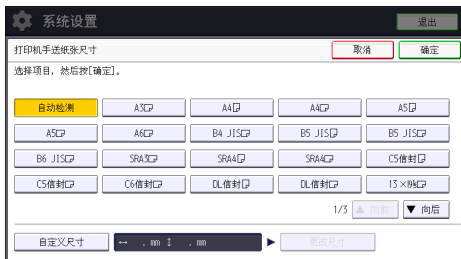 系统设置 退出
打印机手送纸张尺寸 取消 确定
选择项目，然后按[确定]。
自动检测 A3 A4 A4 A5
A5 A6 B4 JIS B5 JIS B5 JIS
B6 JIS SRA3 SRA4 SRA4 C5信封
C5信封 C6信封 DL信封 DL信封 13×19¼
1/3 ▲ 向前 ▼ 向后
自定义尺寸 ↔ . mm ↕ . mm ▶ 更改尺寸